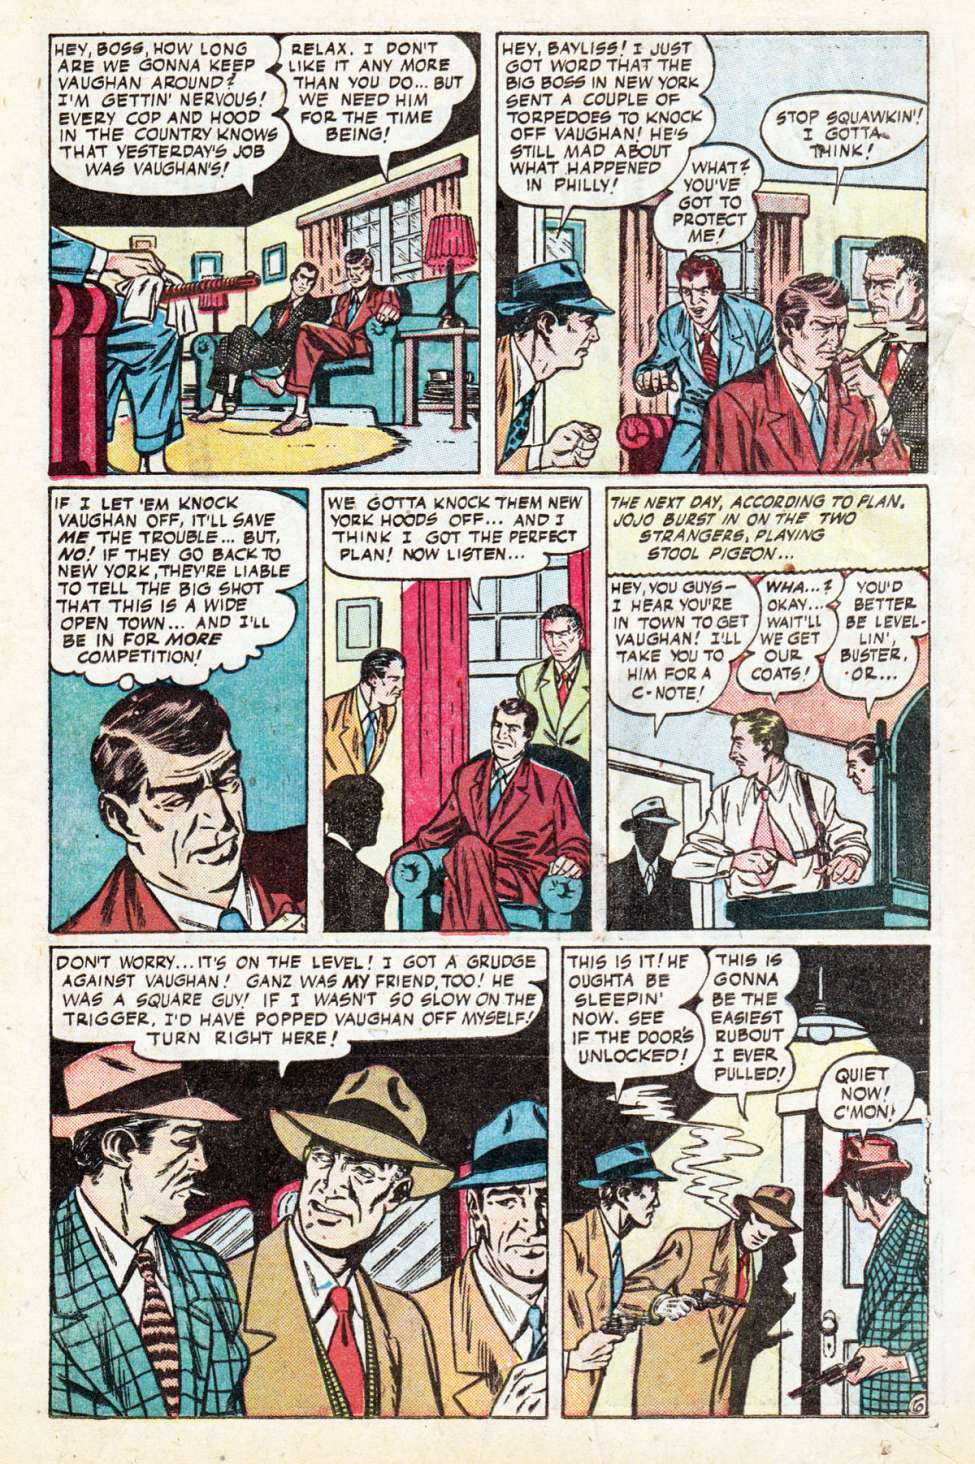 HEY, BOSS, HOW LONG
ARE WE GONNA KEEP
VAUGHAN AROUND?
I'M GETTIN' NERVOUS!
EVERY COP AND HOOD
IN THE COUNTRY KNOWS
THAT YESTERDAY'S JOB
WAS VAUGHAN'S!
RELAX. I DON'T
LIKE IT ANY MORE
THAN YOU DO... BUT
WE NEED HIM
FOR THE TIME
BEING!
HEY, BAYLISS! I JUST
GOT WORD THAT THE
BIG BOSS IN NEW YORK
SENT A COUPLE OF
TORPEDOES TO KNOCK
OFF VAUGHAN! HE'S
STILL MAD ABOUT
WHAT HAPPENED
IN PHILLY!
WHAT?
YOU'VE
GOT TO
PROTECT
ME!
STOP SQUAWKIN'!
I GOTTA
THINK!
IF I LET 'EM KNOCK
VAUGHAN OFF, IT'LL SAVE
ME THE TROUBLE... BUT,
NO! IF THEY GO BACK TO
NEW YORK, THEY'RE LIABLE
TO TELL THE BIG SHOT
THAT THIS IS A WIDE
OPEN TOWN... AND I'LL
BE IN FOR MORE
COMPETITION!
WE GOTTA KNOCK THEM NEW
YORK HOODS OFF... AND I
THINK I GOT THE PERFECT
PLAN! NOW LISTEN...
THE NEXT DAY, ACCORDING TO PLAN,
JOJO BURST IN ON THE TWO
STRANGERS, PLAYING
STOOL PIGEON...
HEY, YOU GUYS-
I HEAR YOU'RE
IN TOWN TO GET
VAUGHAN! I'LL
TAKE YOU TO
HIM FOR A
C-NOTE!
WHA...?
OKAY...
WAIT'LL
WE GET
OUR
COATS!
YOU'D
BETTER
BE LEVEL-
LIN',
BUSTER,
OR...
DON'T WORRY... IT'S ON THE LEVEL! I GOT A GRUDGE
AGAINST VAUGHAN! GANZ WAS MY FRIEND, TOO! HE
WAS A SQUARE GUY! IF I WASN'T SO SLOW ON THE
TRIGGER, I'D HAVE POPPED VAUGHAN OFF MYSELF!
TURN RIGHT HERE!
THIS IS IT! HE
OUGHTA BE
SLEEPIN'
NOW. SEE
IF THE DOOR'S
UNLOCKED!
THIS IS
GONNA
BE THE
EASIEST
RUBOUT
I EVER
PULLED!
QUIET
NOW!
C'MON!
6